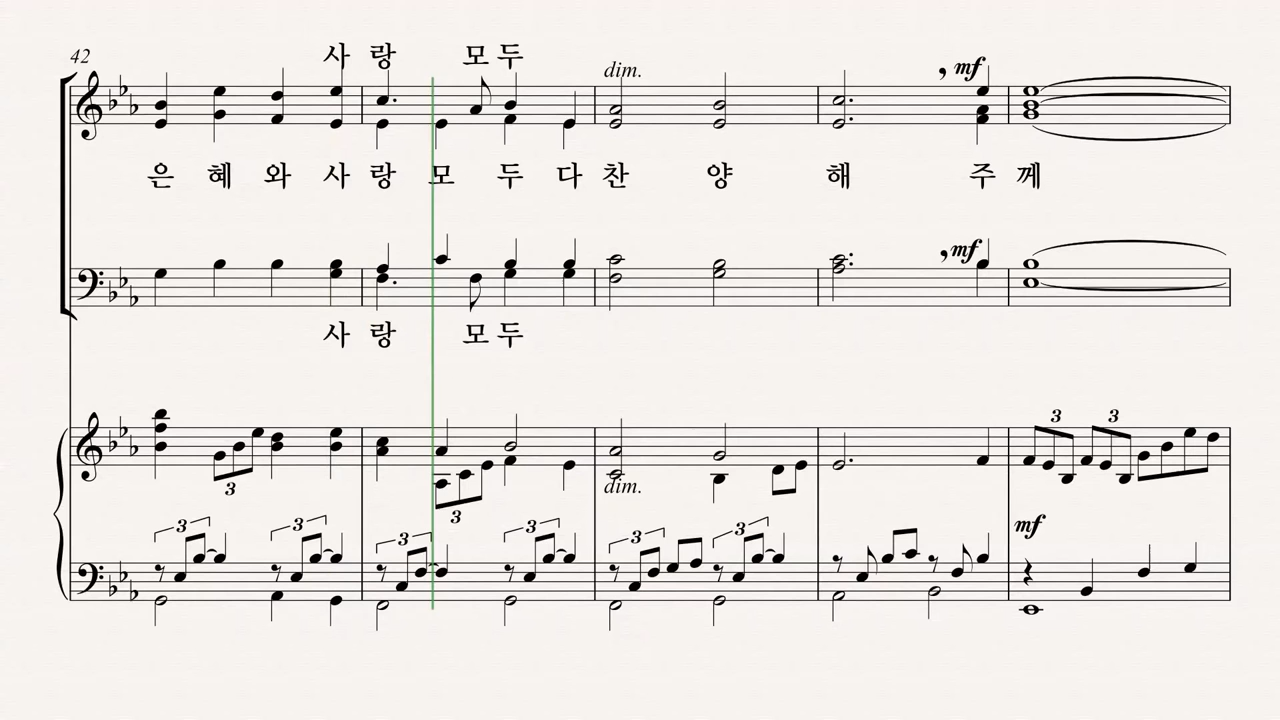 42
사 랑 모 두
dim. , mf
은 혜 와 사 랑 모 두 다 찬 양 해 주 께
, mf
사 랑 모 두
3 3
3
3
dim.
3 3 3 3 3 3
mf